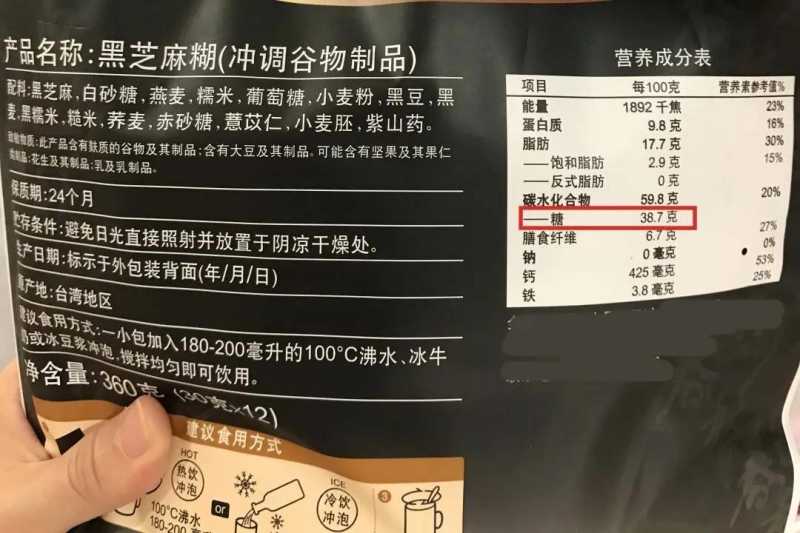 产品名称:黑芝麻糊(冲调谷物制品)
配料:黑芝麻,白砂糖,燕麦,糯米,葡萄糖,小麦粉,黑豆,黑
麦,黑糯米,糙米,荞麦,赤砂糖,薏苡仁,小麦胚,紫山药。
致敏物质:此产品含有麸质的谷物及其制品;含有大豆及其制品。可能含有坚果及其果仁
制品;花生及其制品;乳及乳制品。
保质期:24个月
贮存条件:避免日光直接照射并放置于阴凉干燥处。
生产日期:标示于外包装背面(年/月/日)
原产地:台湾地区
建议食用方式:一小包加入180-200毫升的100°C沸水、冰牛
奶或冰豆浆冲泡,搅拌均匀即可饮用。
净含量:360克 (30克×12)
建议食用方式
HOT
热饮
冲泡
100°C沸水
180-200毫
or
ICE
冷饮
冲泡
3
营养成分表
项目 每100克 营养素参考值%
能量 1892 千焦 23%
蛋白质 9.8 克 16%
脂肪 17.7 克 30%
——饱和脂肪 2.9 克 15%
——反式脂肪 0 克
碳水化合物 59.8 克 20%
——糖 38.7 克
膳食纤维 6.7 克 27%
钠 0 毫克 0%
钙 425 毫克 53%
铁 3.8 毫克 25%